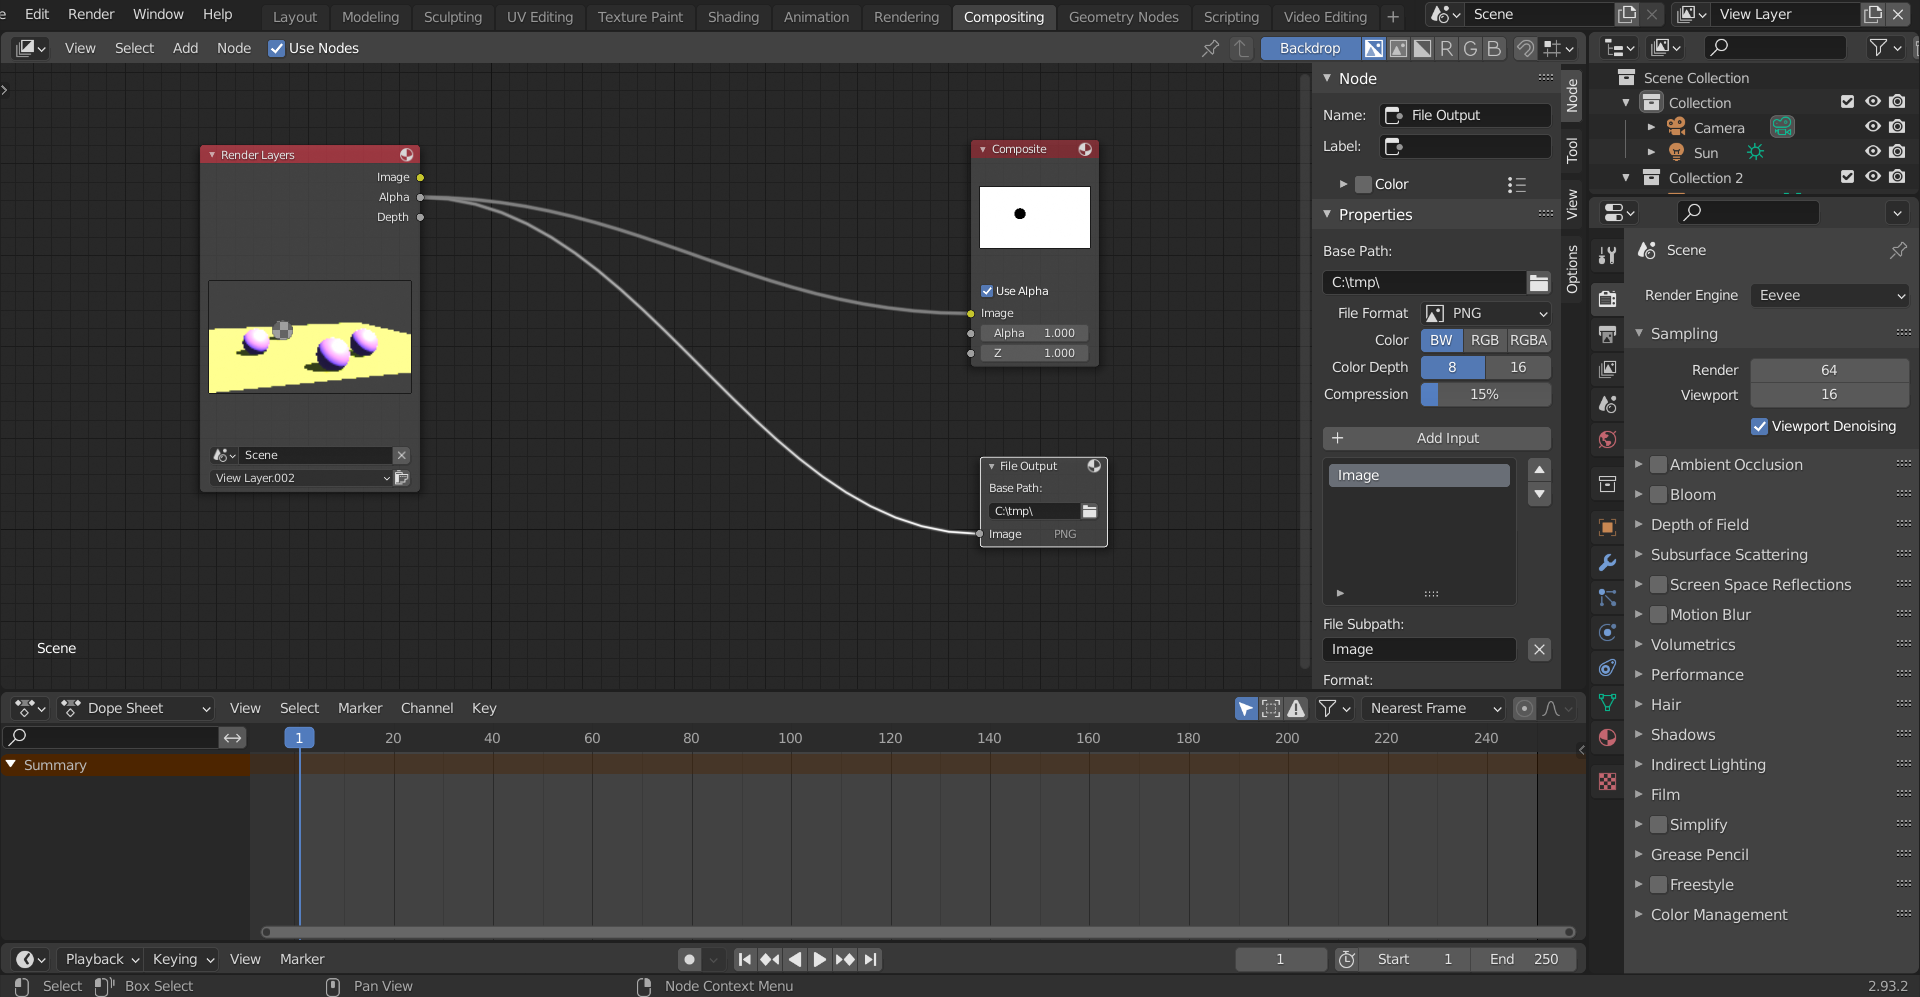 e Edit Render Window Help Layout Modeling Sculpting UV Editing Texture Paint Shading Animation Rendering Compositing Geometry Nodes Scripting Video Editing + Scene View Layer
View Select Add Node Use Nodes Backdrop R G B
Scene Collection
Collection
Camera
Sun
Collection 2
Render Layers
Image
Alpha
Depth
Scene
View Layer.002
Composite
Use Alpha
Image
Alpha 1.000
Z 1.000
File Output
Base Path:
C:\tmp\
Image PNG
Scene
Node
Name: File Output
Label:
Color
Properties
Base Path:
C:\tmp\
File Format PNG
Color BW RGB RGBA
Color Depth 8 16
Compression 15%
Add Input
Image
File Subpath:
Image
Format:
Node
Tool
View
Options
Scene
Render Engine Eevee
Sampling
Render 64
Viewport 16
Viewport Denoising
Ambient Occlusion
Bloom
Depth of Field
Subsurface Scattering
Screen Space Reflections
Motion Blur
Volumetrics
Performance
Hair
Shadows
Indirect Lighting
Film
Simplify
Grease Pencil
Freestyle
Color Management
Dope Sheet View Select Marker Channel Key Nearest Frame
1 20 40 60 80 100 120 140 160 180 200 220 240
Summary
Playback Keying View Marker 1 Start 1 End 250
Select Box Select Pan View Node Context Menu 2.93.2